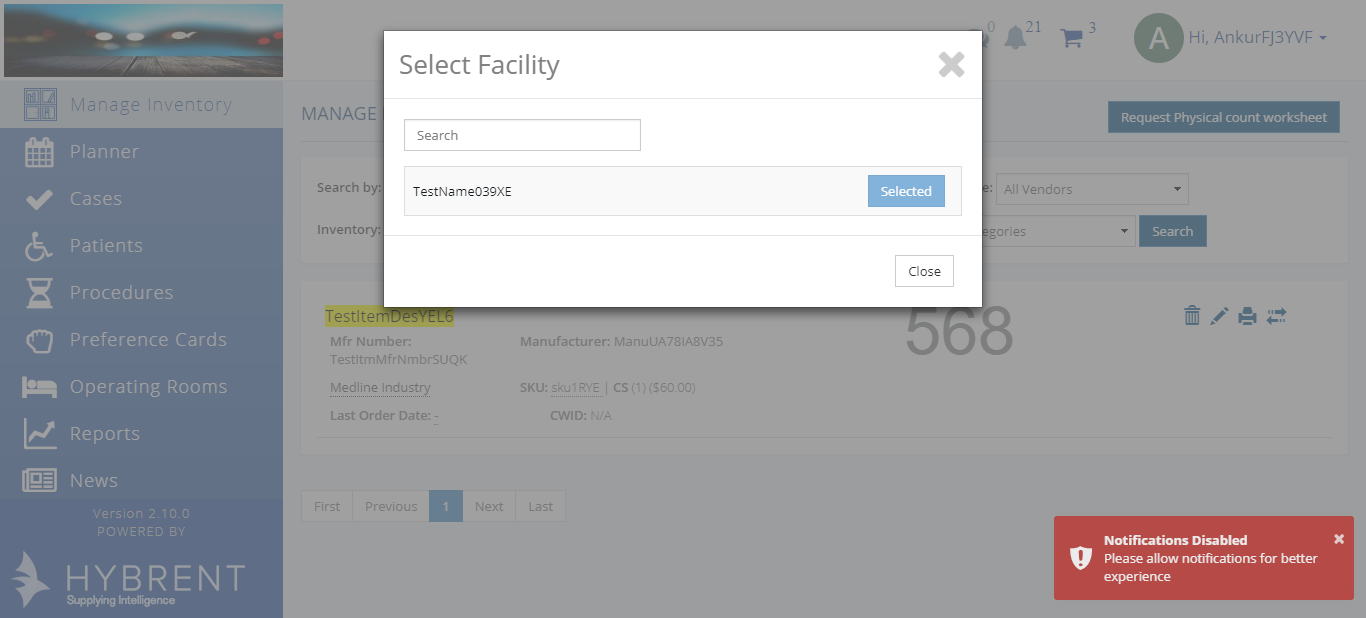 0
21
3
A
Hi, AnkurFJ3YVF
Manage Inventory
Planner
Cases
Patients
Procedures
Preference Cards
Operating Rooms
Reports
News
Version 2.10.0
POWERED BY
HYBRENT
Supplying Intelligence
MANAGE
Request Physical count worksheet
Search by:
All Vendors
Inventory:
Search
Select Facility
Search
TestName039XE
Selected
Close
TestItemDesYEL6
568
Mfr Number:
TestItmMfrNmbrSUQK
Manufacturer: ManuUA78IA8V35
Medline Industry
SKU: sku1RYE | CS (1) ($60.00)
Last Order Date: -
CWID: N/A
First Previous 1 Next Last
Notifications Disabled
Please allow notifications for better
experience